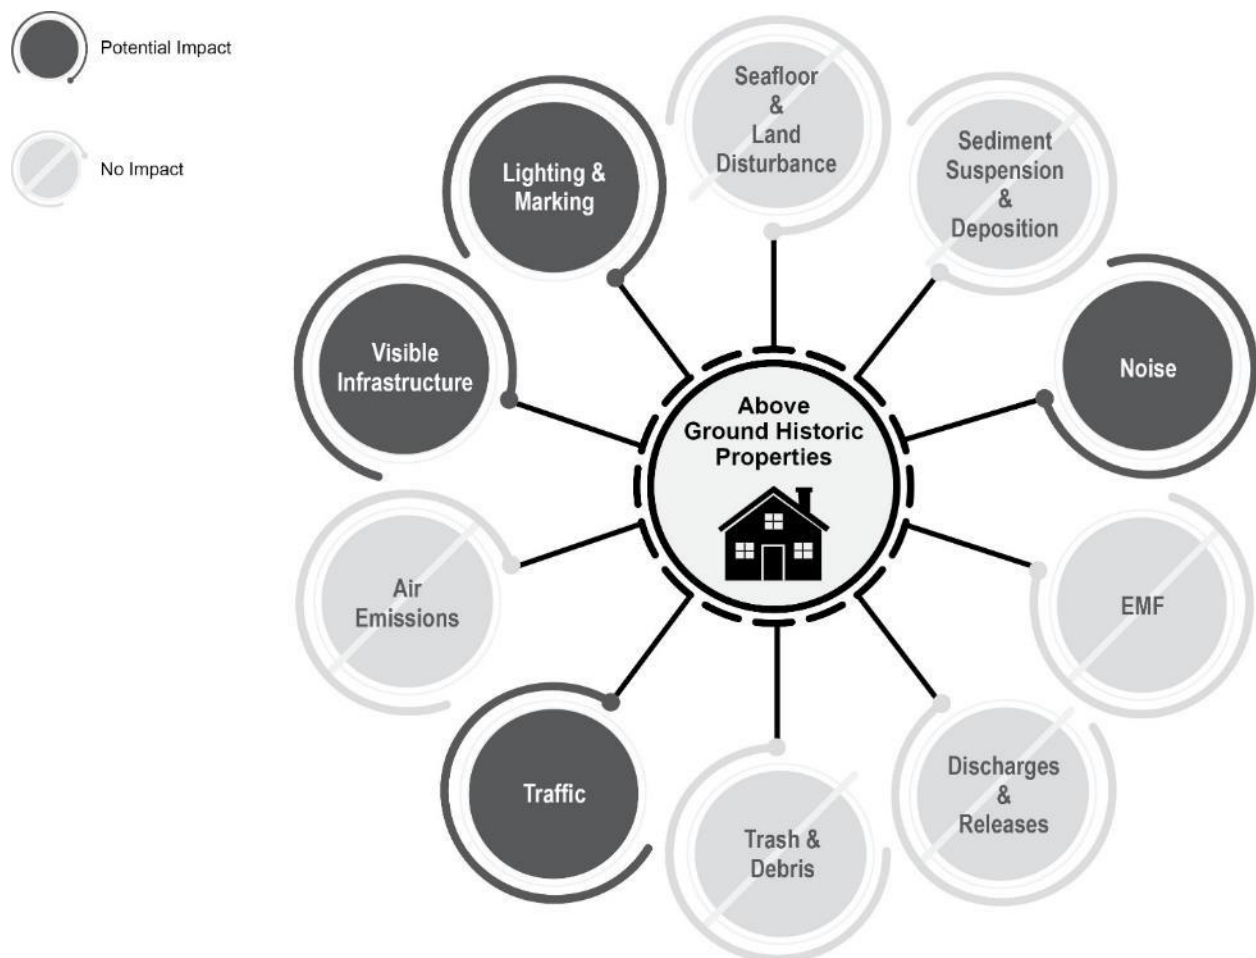 Potential Impact
No Impact
Seafloor
&
Land
Disturbance
Sediment
Suspension
&
Deposition
Noise
EMF
Discharges
&
Releases
Trash &
Debris
Traffic
Air
Emissions
Visible
Infrastructure
Lighting &
Marking
Above
Ground Historic
Properties